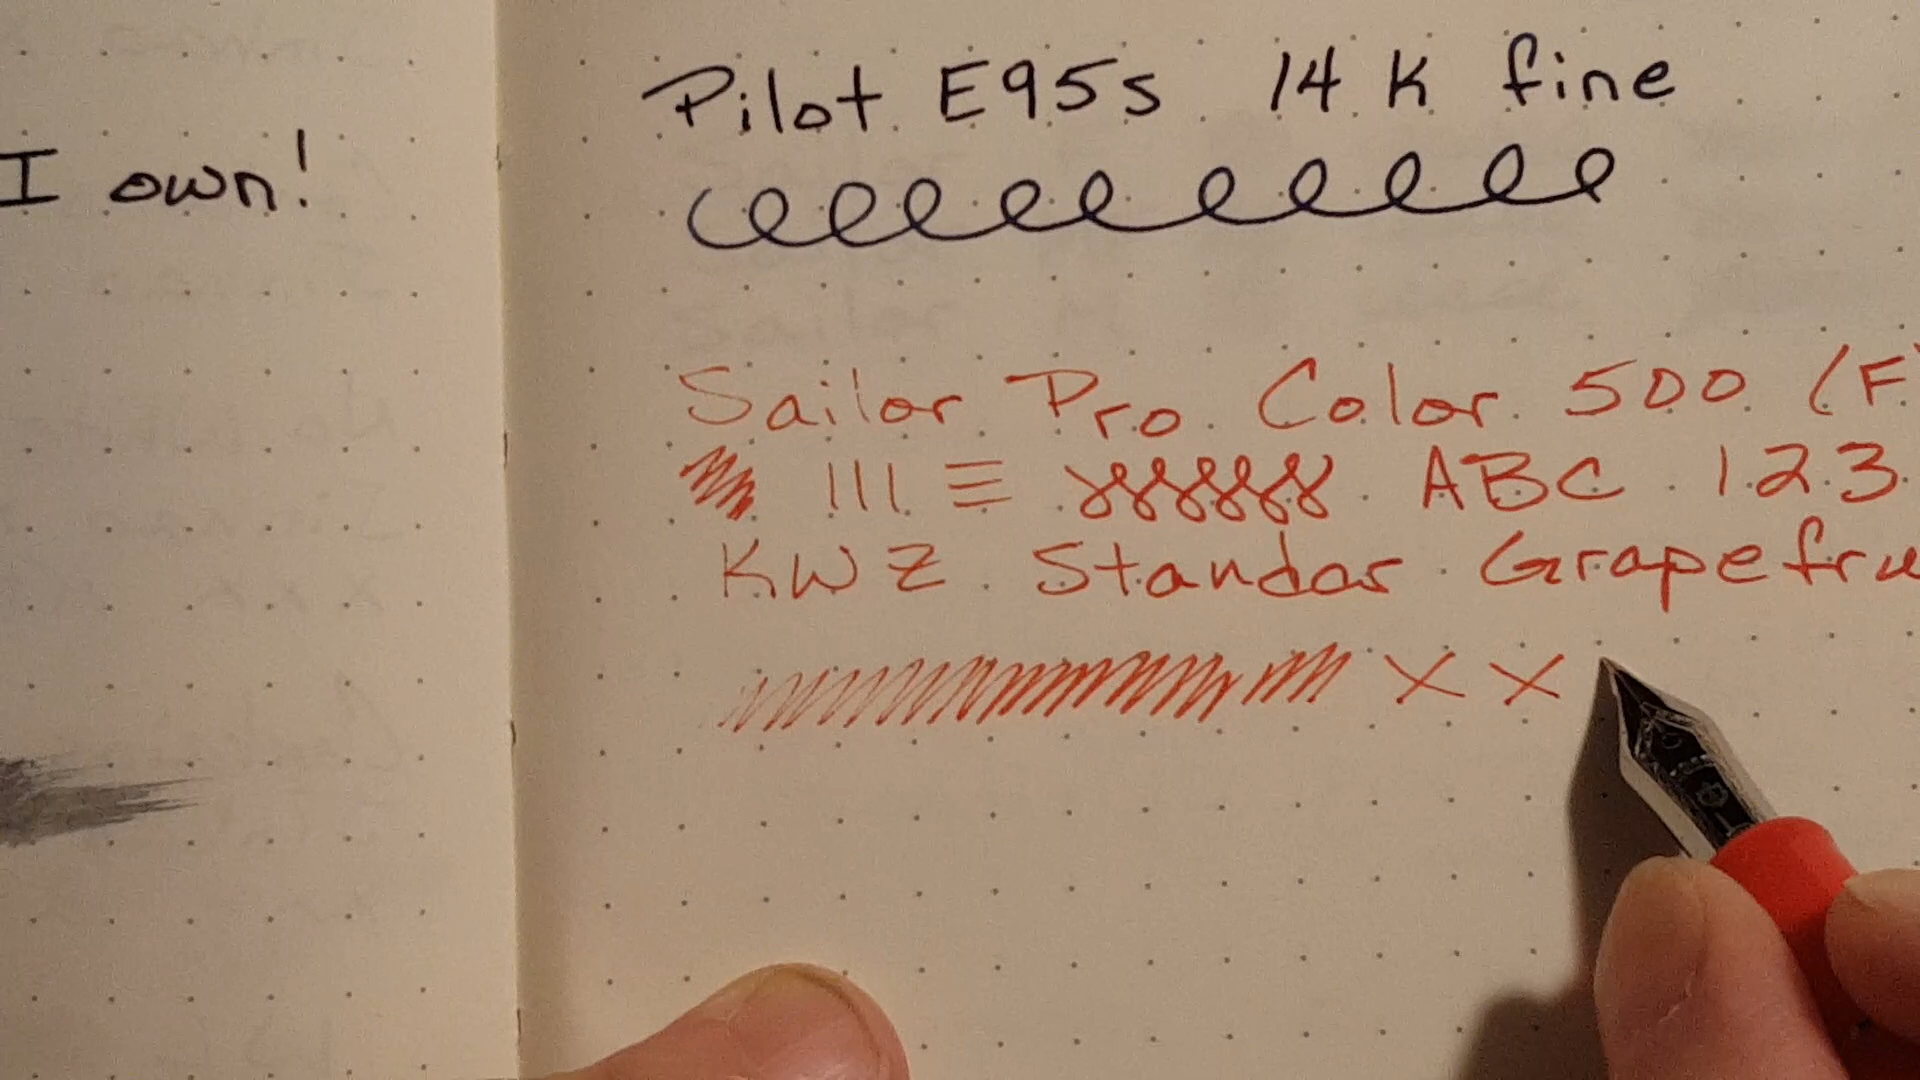 I own!
Pilot E95s 14 K fine
Sailor Pro Color 500 (F
ABC 123
KWZ Standar Grapefru
x x